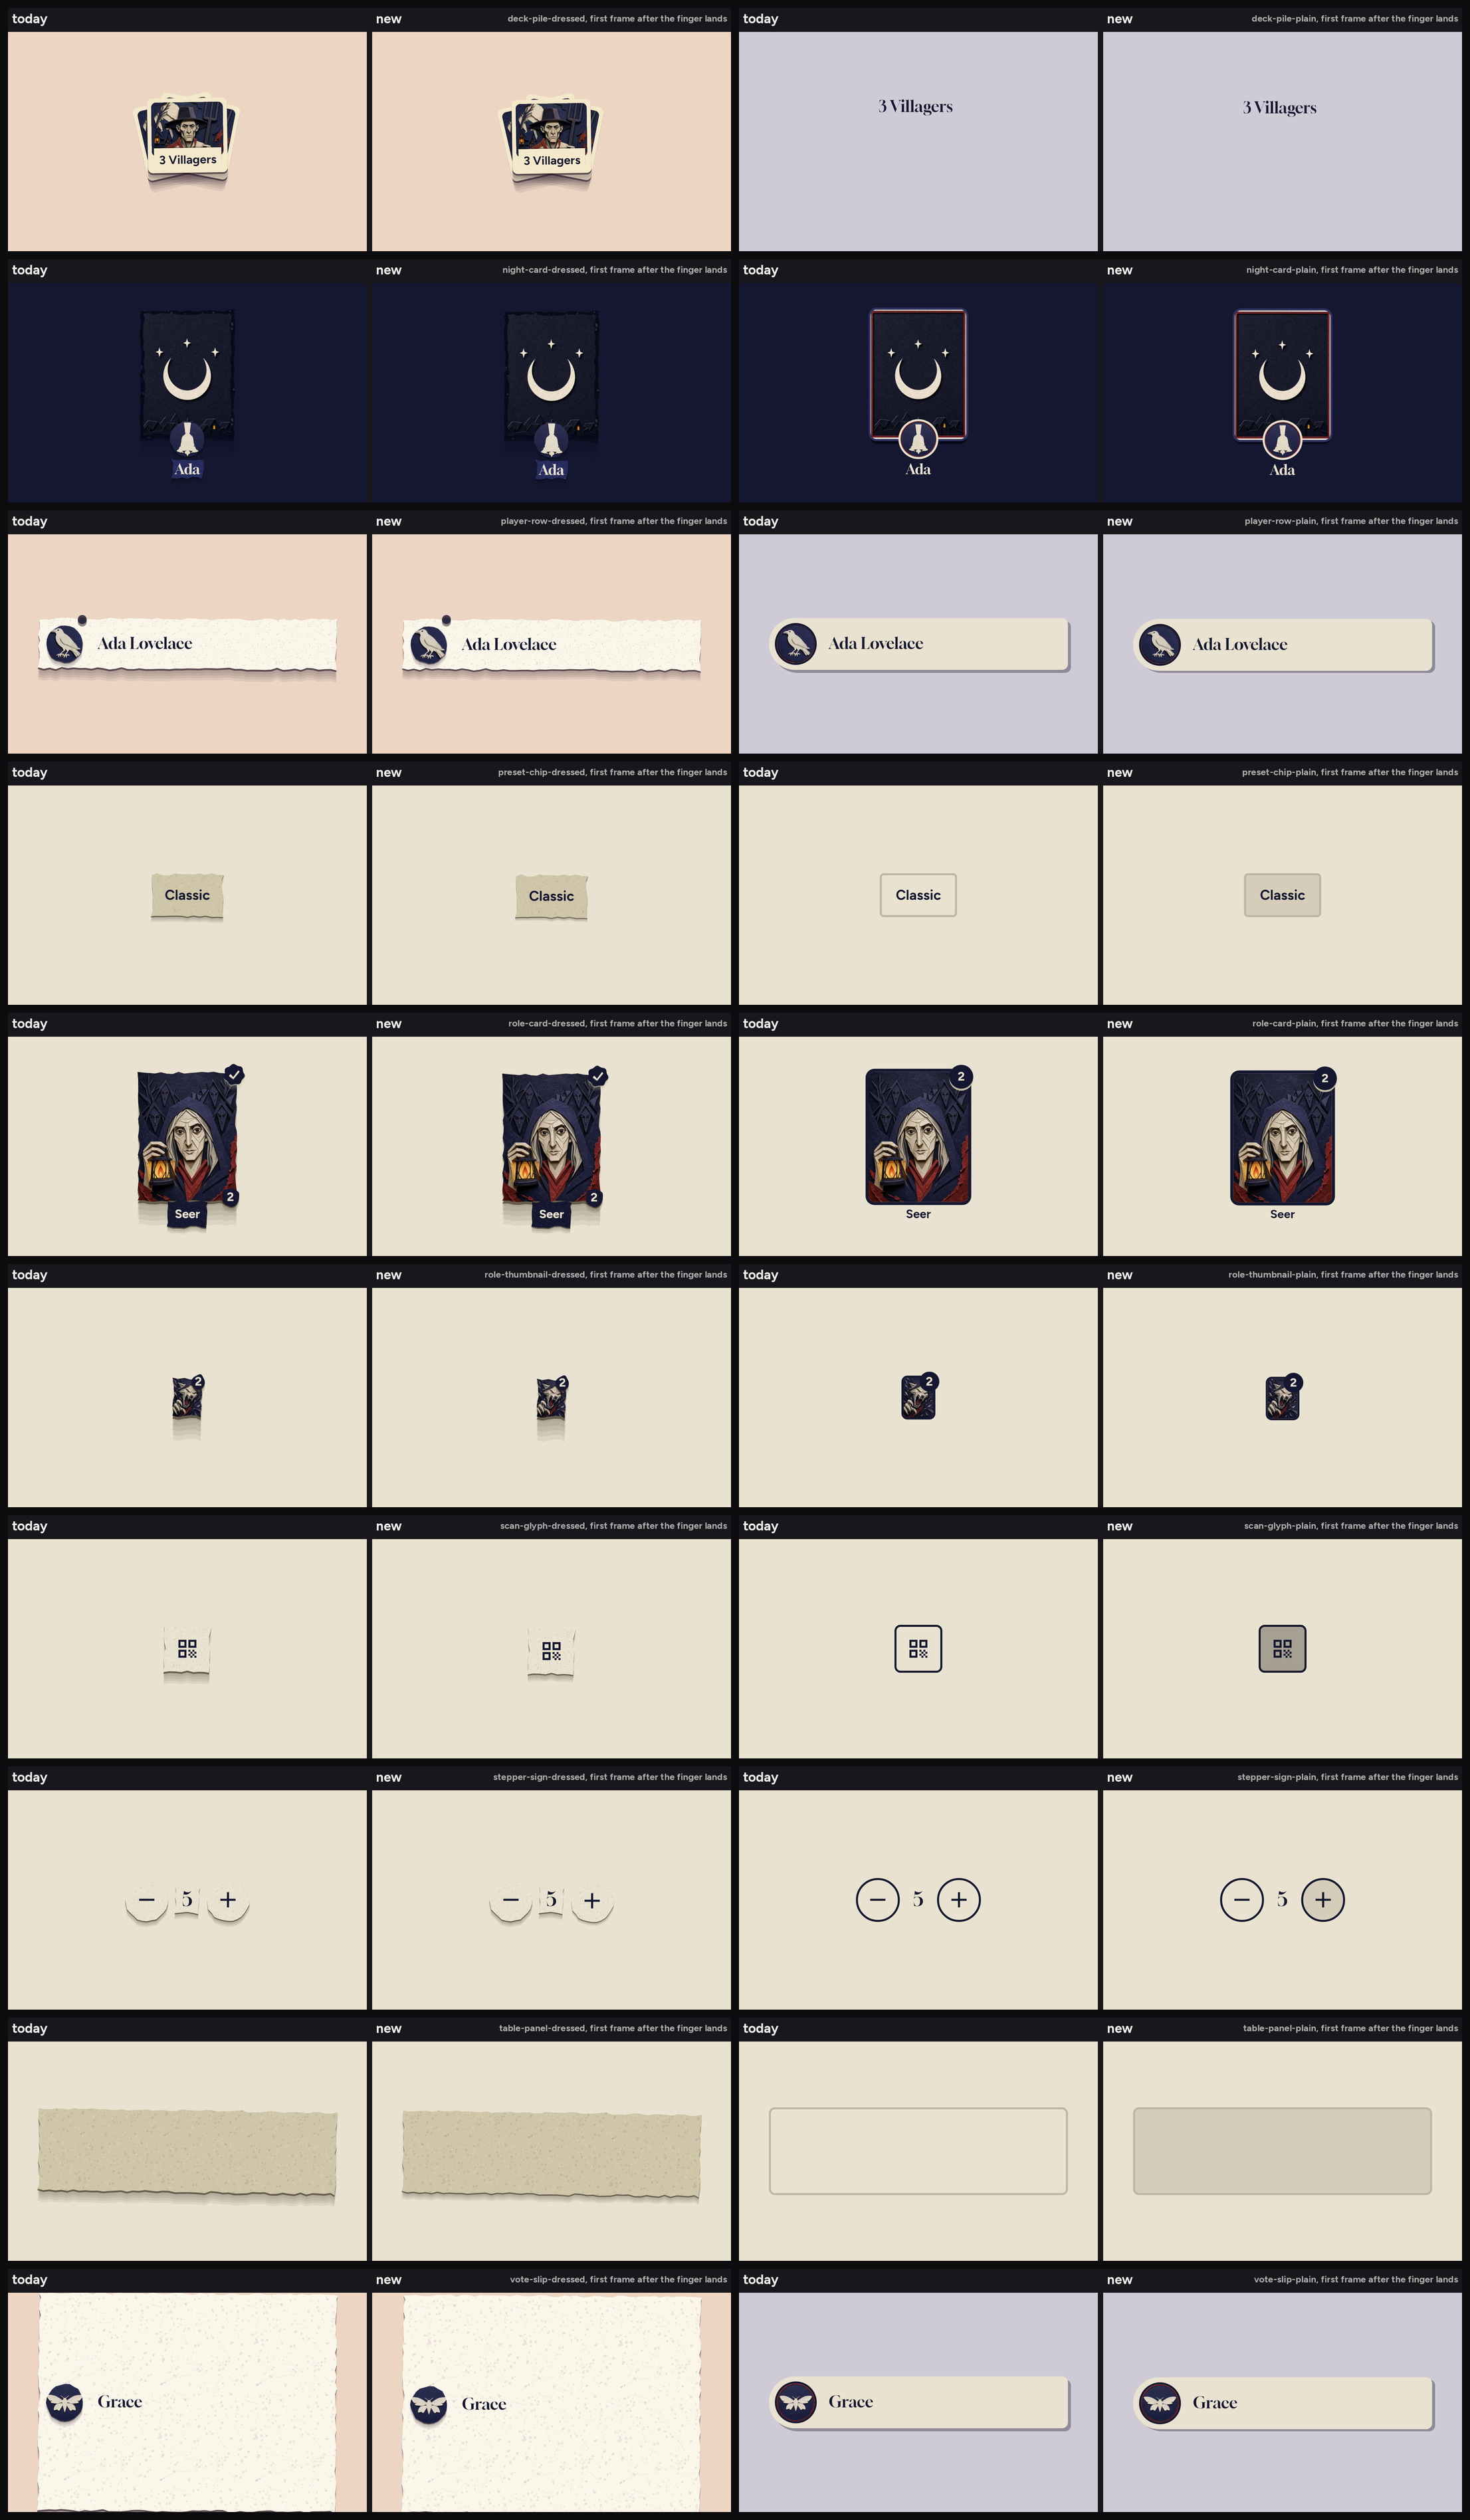 today new deck-pile-dressed, first frame after the finger lands today new deck-pile-plain, first frame after the finger lands
3 Villagers 3 Villagers 3 Villagers 3 Villagers
today new night-card-dressed, first frame after the finger lands today new night-card-plain, first frame after the finger lands
Ada Ada Ada Ada
today new player-row-dressed, first frame after the finger lands today new player-row-plain, first frame after the finger lands
Ada Lovelace Ada Lovelace Ada Lovelace Ada Lovelace
today new preset-chip-dressed, first frame after the finger lands today new preset-chip-plain, first frame after the finger lands
Classic Classic Classic Classic
today new role-card-dressed, first frame after the finger lands today new role-card-plain, first frame after the finger lands
2 2
2 2
Seer Seer Seer Seer
today new role-thumbnail-dressed, first frame after the finger lands today new role-thumbnail-plain, first frame after the finger lands
2 2 2 2
today new scan-glyph-dressed, first frame after the finger lands today new scan-glyph-plain, first frame after the finger lands
today new stepper-sign-dressed, first frame after the finger lands today new stepper-sign-plain, first frame after the finger lands
− 5 + − 5 + − 5 + − 5 +
today new table-panel-dressed, first frame after the finger lands today new table-panel-plain, first frame after the finger lands
today new vote-slip-dressed, first frame after the finger lands today new vote-slip-plain, first frame after the finger lands
Grace Grace Grace Grace